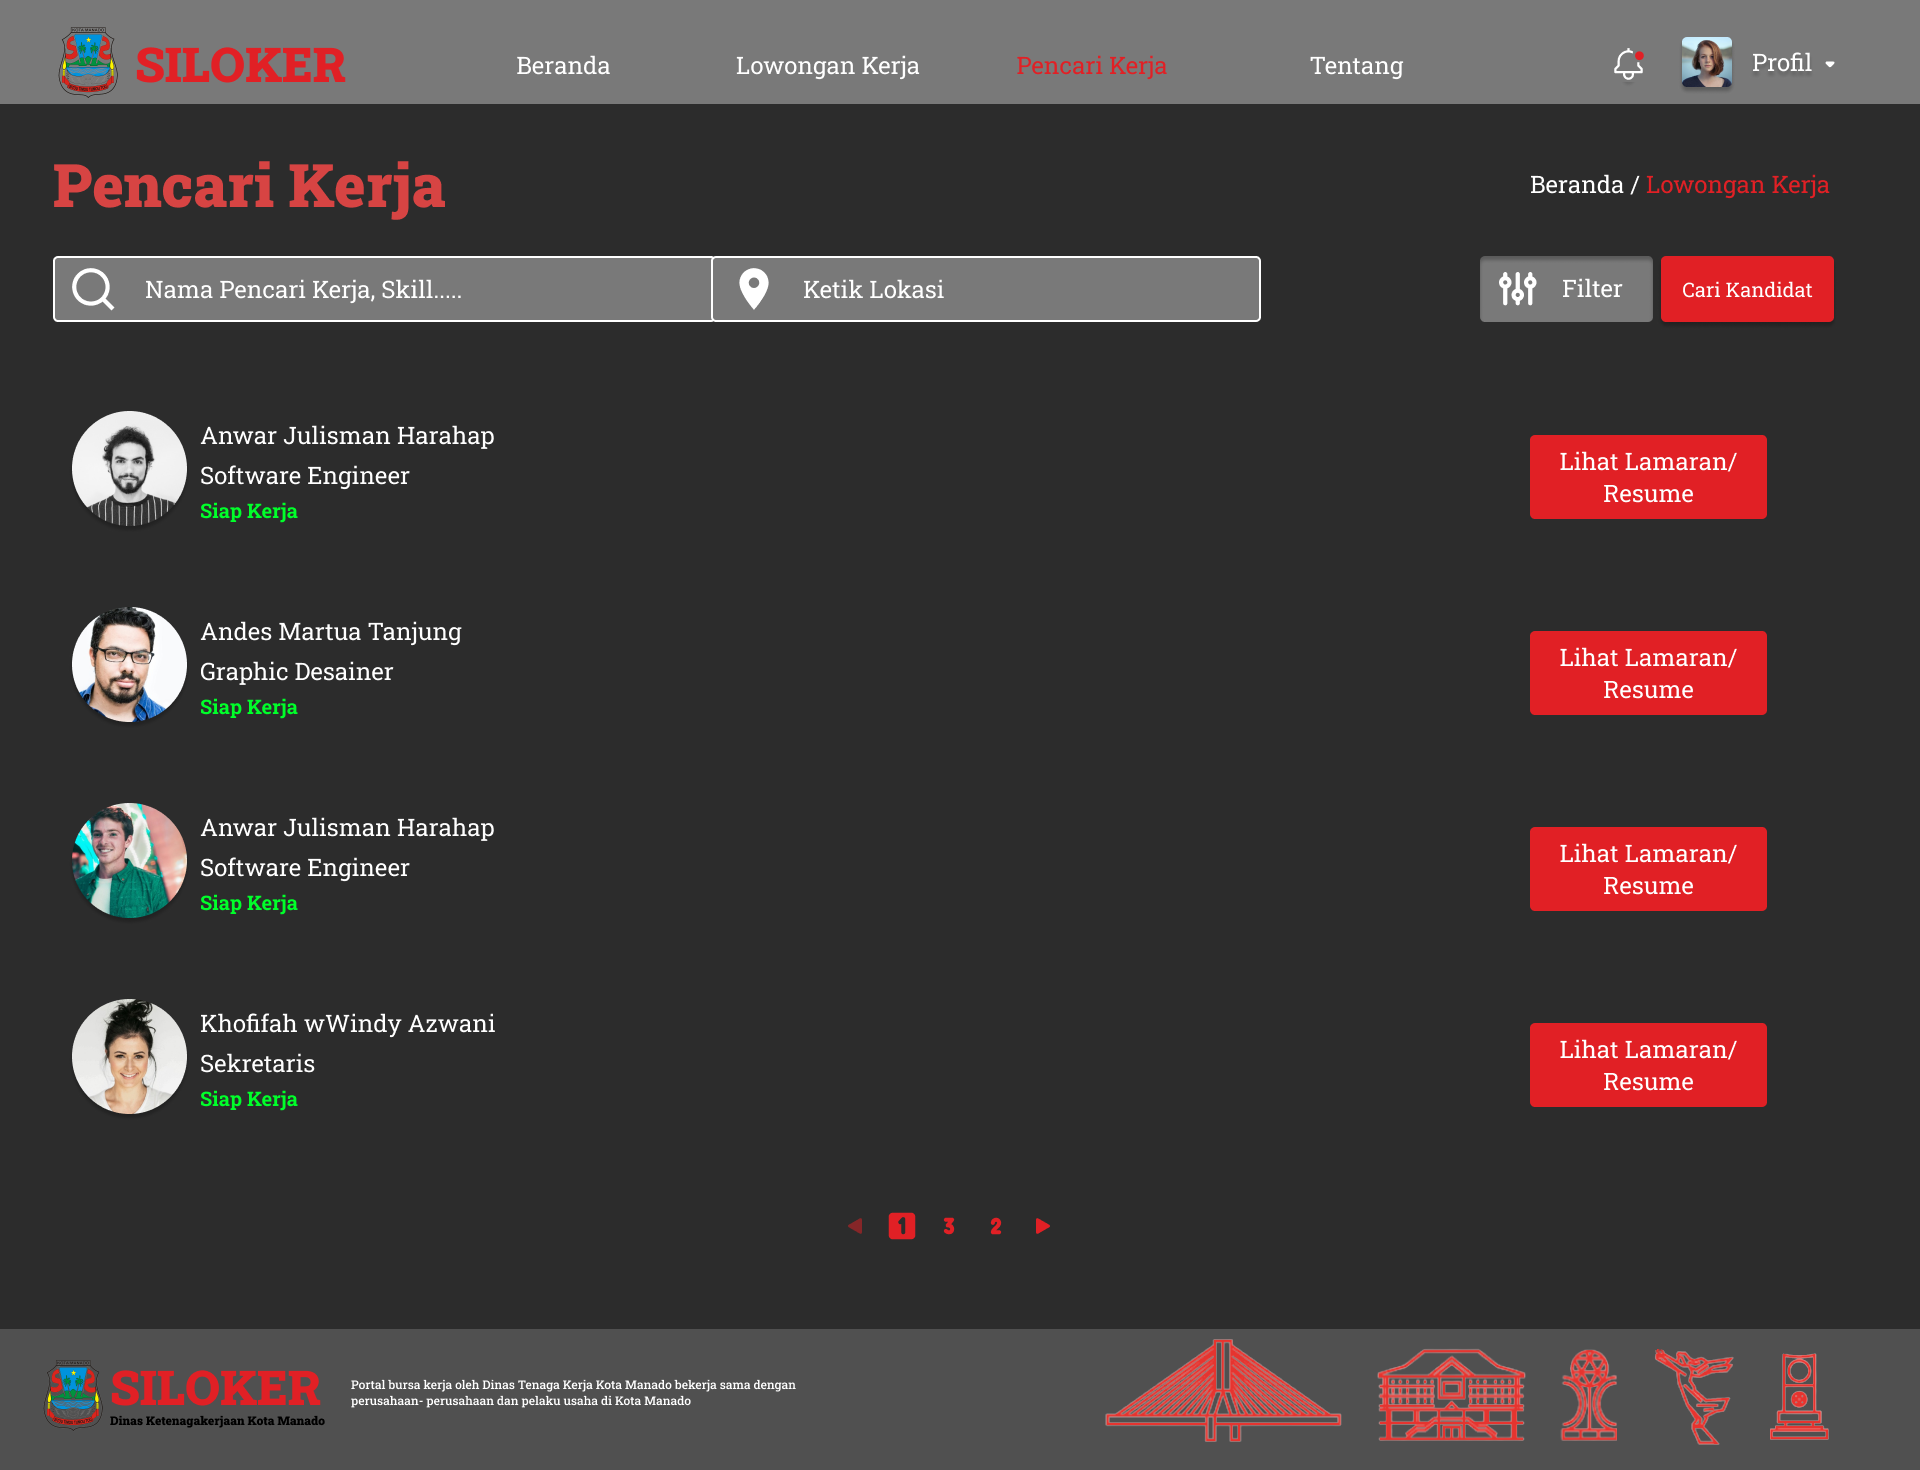 KOTA MANADO
SILOKER
Beranda
Lowongan Kerja
Pencari Kerja
Tentang
Profil
Pencari Kerja
Beranda / Lowongan Kerja
Nama Pencari Kerja, Skill.....
Ketik Lokasi
Filter
Cari Kandidat
Anwar Julisman Harahap
Software Engineer
Siap Kerja
Lihat Lamaran/
Resume
Andes Martua Tanjung
Graphic Desainer
Siap Kerja
Lihat Lamaran/
Resume
Anwar Julisman Harahap
Software Engineer
Siap Kerja
Lihat Lamaran/
Resume
Khofifah wWindy Azwani
Sekretaris
Siap Kerja
Lihat Lamaran/
Resume
1 3 2
KOTA MANADO
SILOKER
Dinas Ketenagakerjaan Kota Manado
Portal bursa kerja oleh Dinas Tenaga Kerja Kota Manado bekerja sama dengan
perusahaan- perusahaan dan pelaku usaha di Kota Manado